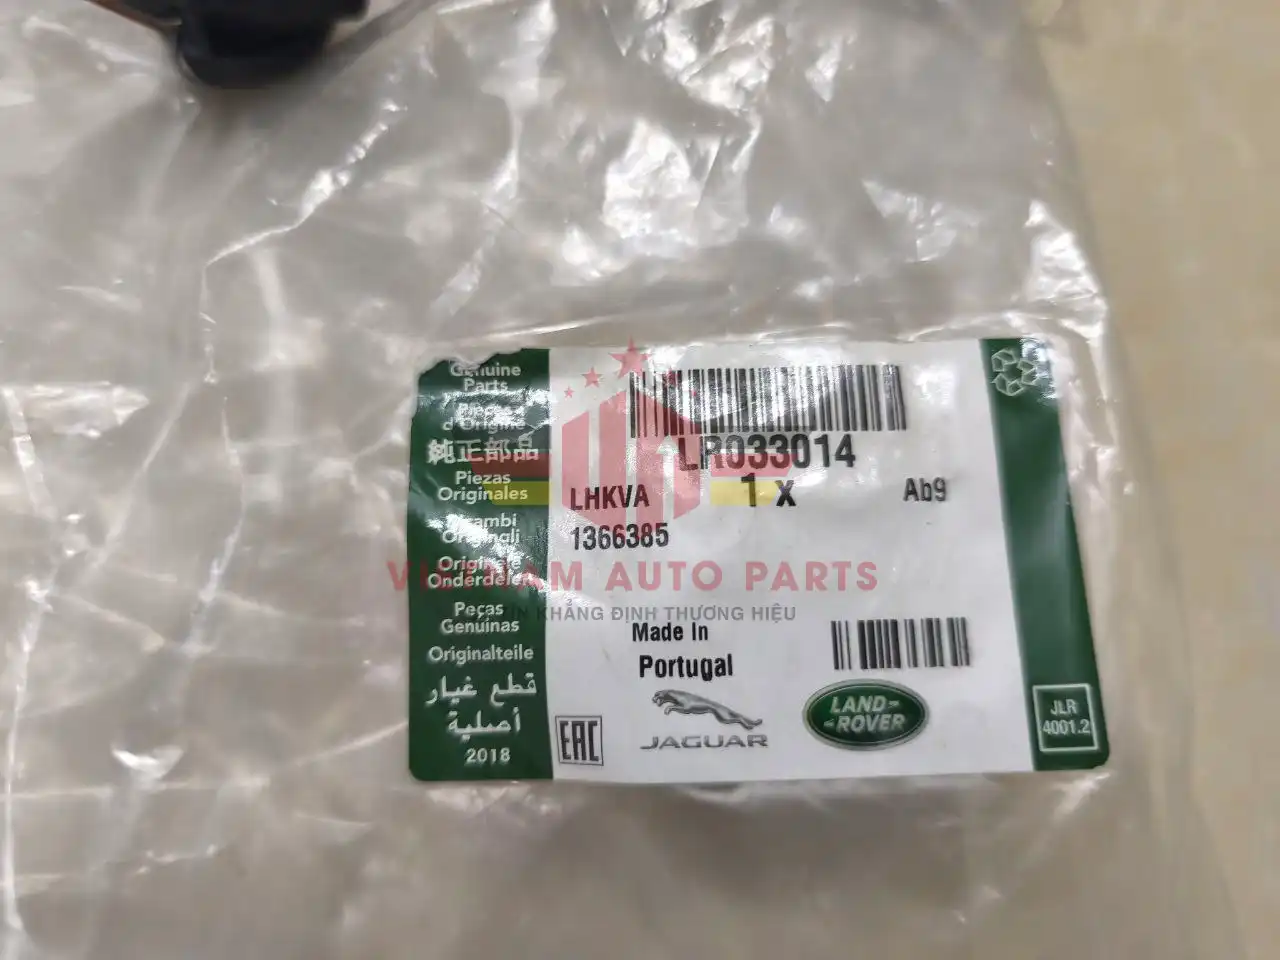 Genuine
Parts
Pièces
d'Origine
純正部品
Piezas
Originales
Ricambi
Originali
Originele
Onderdelen
Peças
Genuínas
Originalteile
قطع غيار
أصلية
2018
LR033014
LHKVA
1 x
Ab9
1366385
VIETNAM AUTO PARTS
KHẲNG ĐỊNH THƯƠNG HIỆU
Made In
Portugal
EAC
JAGUAR
LAND-
-ROVER
JLR
4001.2